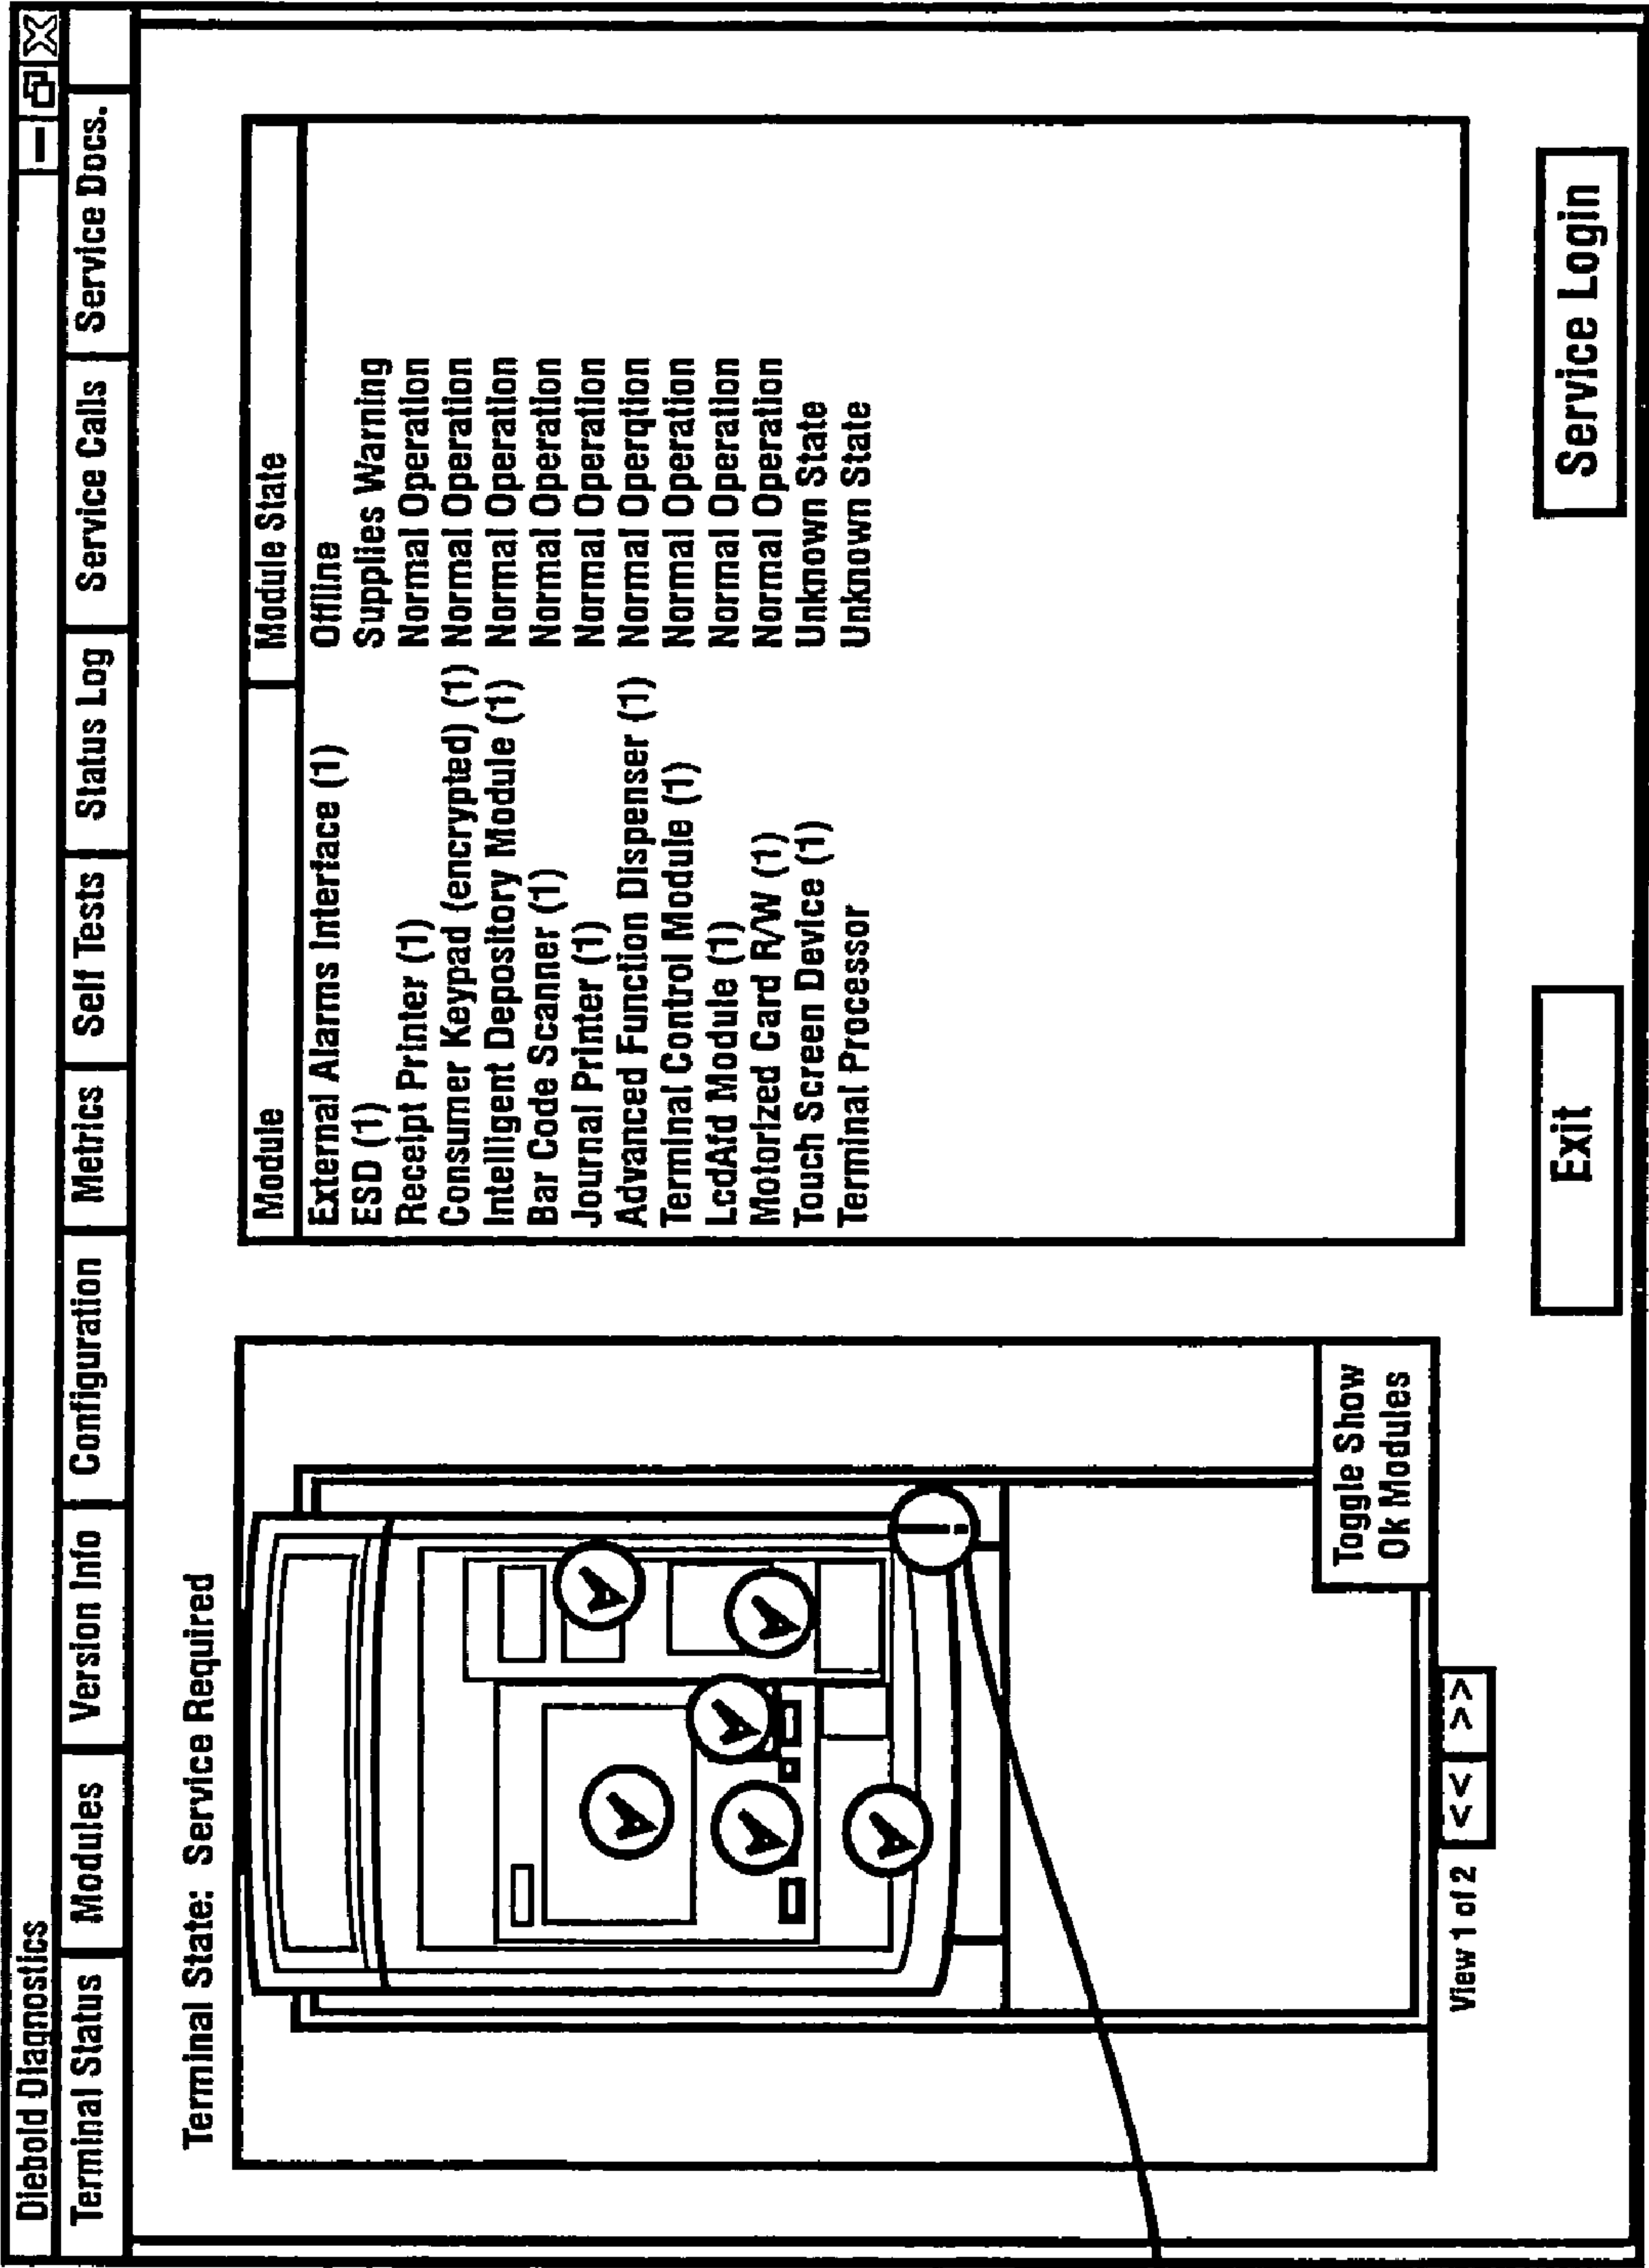 Diebold Diagnostics
Terminal Status Modules Version Info Configuration Metrics Self Tests Status Log Service Calls Service Docs.
Terminal State: Service Required
Toggle Show
Ok Modules
View 1 of 2 << >>
Module Module State
External Alarms Interface (1) Offline
ESD (1) Supplies Warning
Receipt Printer (1) Normal Operation
Consumer Keypad (encrypted) (1) Normal Operation
Intelligent Depository Module (1) Normal Operation
Bar Code Scanner (1) Normal Operation
Journal Printer (1) Normal Operation
Advanced Function Dispenser (1) Normal Operqtion
Terminal Control Module (1) Normal Operation
LcdAfd Module (1) Normal Operation
Motorized Card R/W (1) Normal Operation
Touch Screen Device (1) Unknown State
Terminal Processor Unknown State
Exit Service Login